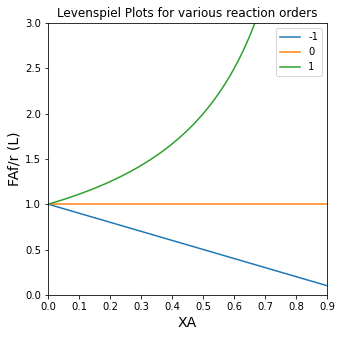 Levenspiel Plots for various reaction orders
-1
0
1
FAf/r (L)
3.0
2.5
2.0
1.5
1.0
0.5
0.0
0.0 0.1 0.2 0.3 0.4 0.5 0.6 0.7 0.8 0.9
XA